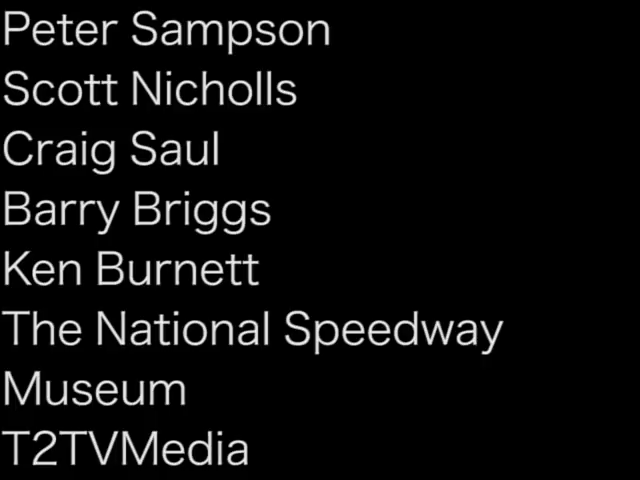 Peter Sampson
Scott Nicholls
Craig Saul
Barry Briggs
Ken Burnett
The National Speedway
Museum
T2TVMedia